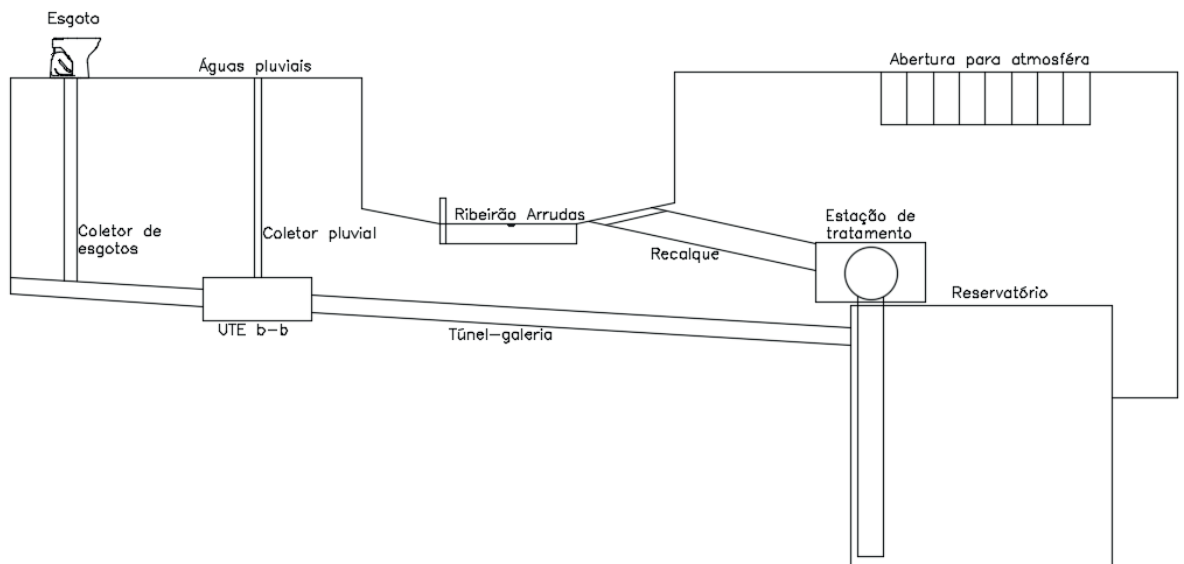 Esgoto
Águas pluviais
Abertura para atmosféra
Ribeirão Arrudas
Coletor de
esgotos
Coletor pluvial
Estação de
tratamento
Recalque
Reservatório
UTE b-b
Túnel-galeria